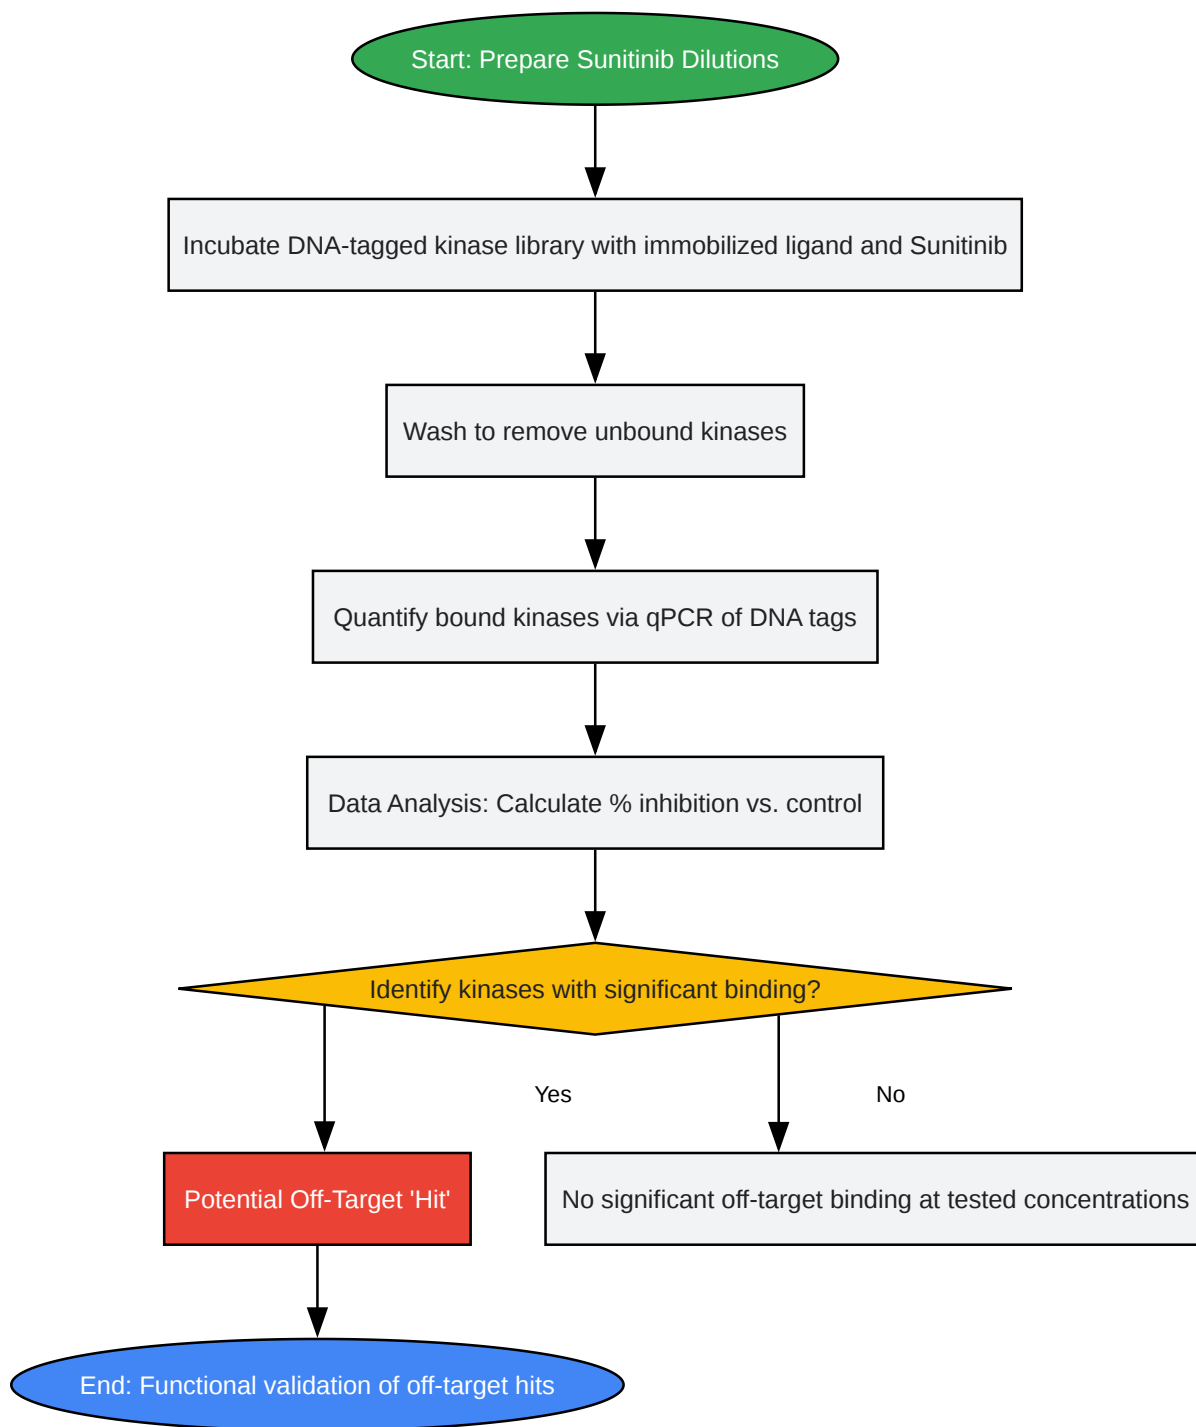 Start: Prepare Sunitinib Dilutions
Incubate DNA-tagged kinase library with immobilized ligand and Sunitinib
Wash to remove unbound kinases
Quantify bound kinases via qPCR of DNA tags
Data Analysis: Calculate % inhibition vs. control
Identify kinases with significant binding?
Yes
No
Potential Off-Target 'Hit'
No significant off-target binding at tested concentrations
End: Functional validation of off-target hits